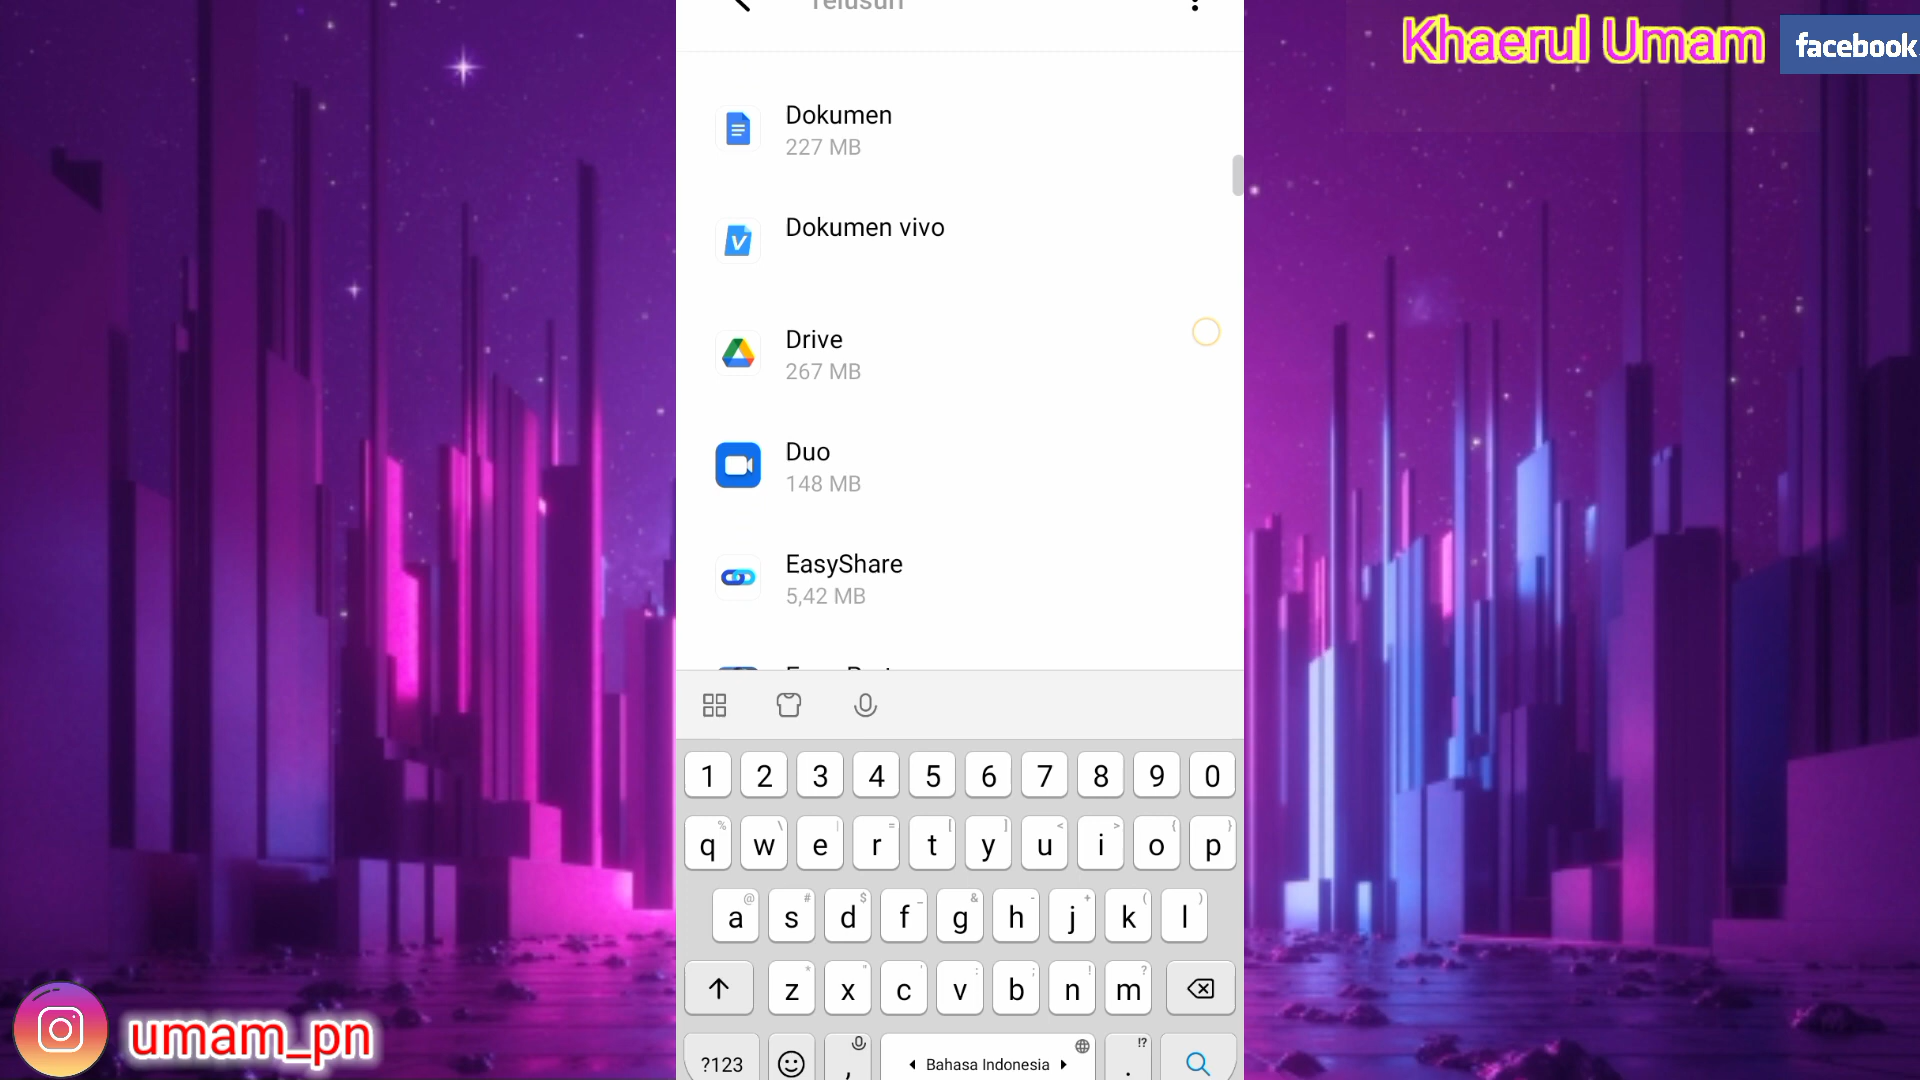 Telusuri
Khaerul Umam
facebook
Dokumen
227 MB
Dokumen vivo
Drive
267 MB
Duo
148 MB
EasyShare
5,42 MB
1 2 3 4 5 6 7 8 9 0
% \ | = [ ] < > { }
q w e r t y u i o p
@ # $ _ & - + ( )
a s d f g h j k l
* " ' : ; ! ?
z x c v b n m
?123 , Bahasa Indonesia . !?
umam_pn